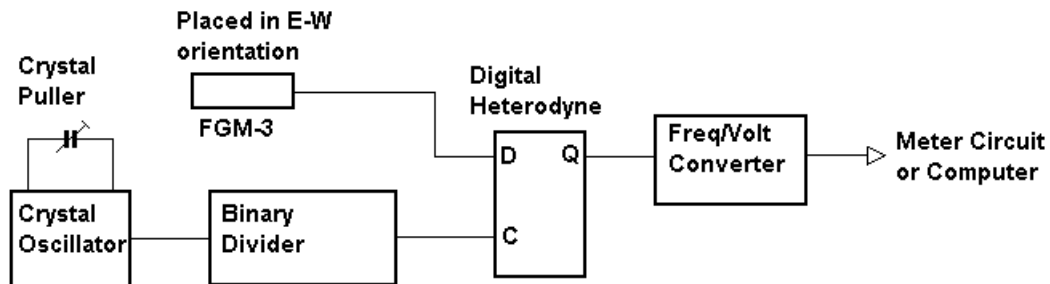 Placed in E-W
orientation
Crystal
Puller
FGM-3
Digital
Heterodyne
D
Q
C
Freq/Volt
Converter
Meter Circuit
or Computer
Crystal
Oscillator
Binary
Divider